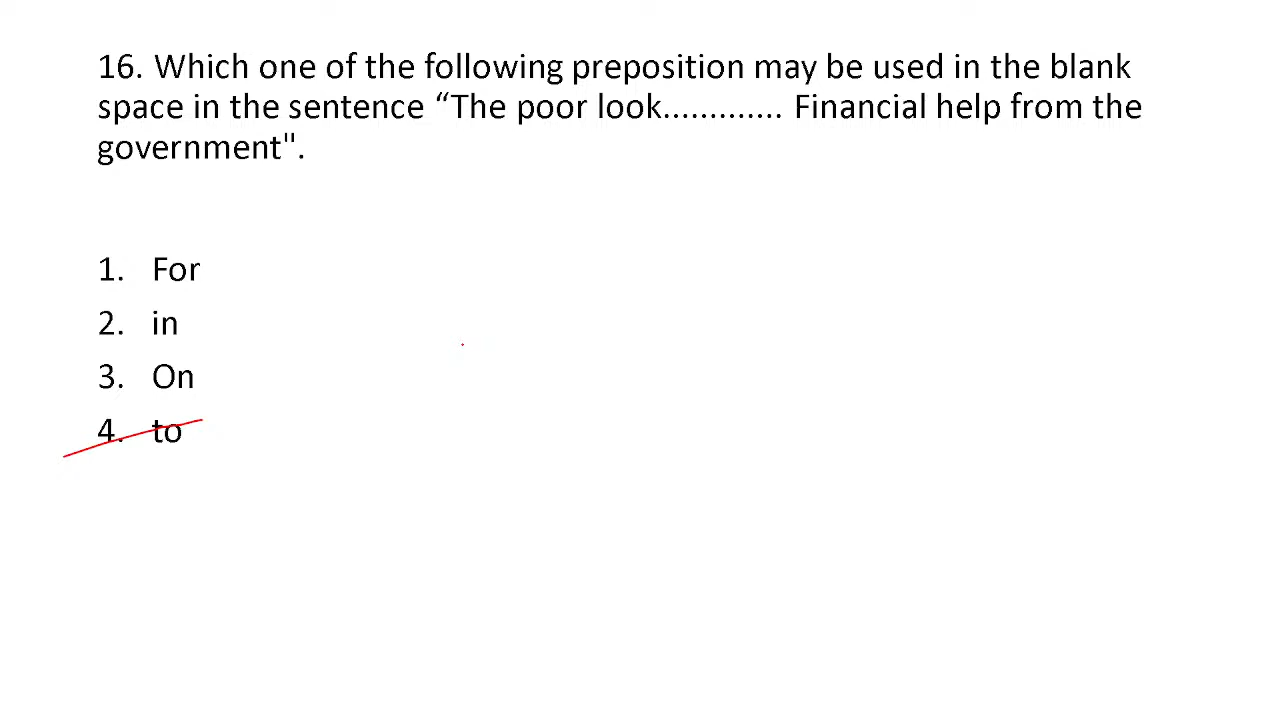 16. Which one of the following preposition may be used in the blank
space in the sentence “The poor look............. Financial help from the
government".
1. For
2. in
3. On
4. to